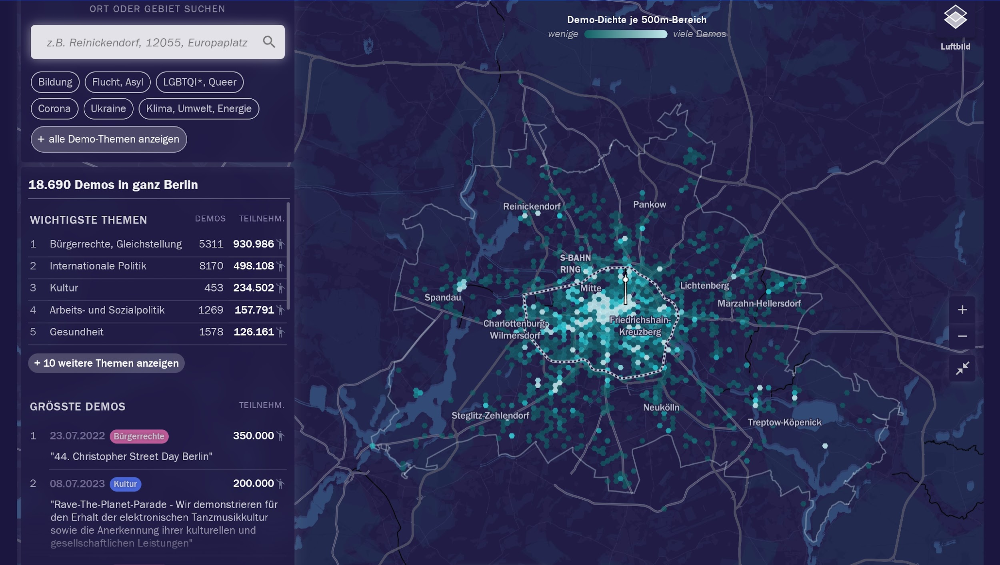 ORT ODER GEBIET SUCHEN
z.B. Reinickendorf, 12055, Europaplatz
Bildung
Flucht, Asyl
LGBTQI*, Queer
Corona
Ukraine
Klima, Umwelt, Energie
+ alle Demo-Themen anzeigen
18.690 Demos in ganz Berlin
WICHTIGSTE THEMEN DEMOS TEILNEHM.
1 Bürgerrechte, Gleichstellung 5311 930.986
2 Internationale Politik 8170 498.108
3 Kultur 453 234.502
4 Arbeits- und Sozialpolitik 1269 157.791
5 Gesundheit 1578 126.161
+ 10 weitere Themen anzeigen
GRÖSSTE DEMOS TEILNEHM.
1 23.07.2022 Bürgerrechte 350.000
"44. Christopher Street Day Berlin"
2 08.07.2023 Kultur 200.000
"Rave-The-Planet-Parade - Wir demonstrieren für
den Erhalt der elektronischen Tanzmusikkultur
sowie die Anerkennung ihrer kulturellen und
gesellschaftlichen Leistungen"
Demo-Dichte je 500m-Bereich
wenige viele Demos
Luftbild
Reinickendorf
Pankow
S-BAHN
RING
Mitte
Lichtenberg
Spandau
Marzahn-Hellersdorf
Charlottenburg-
Wilmersdorf
Friedrichshain-
Kreuzberg
Neukölln
Steglitz-Zehlendorf
Treptow-Köpenick
+
−